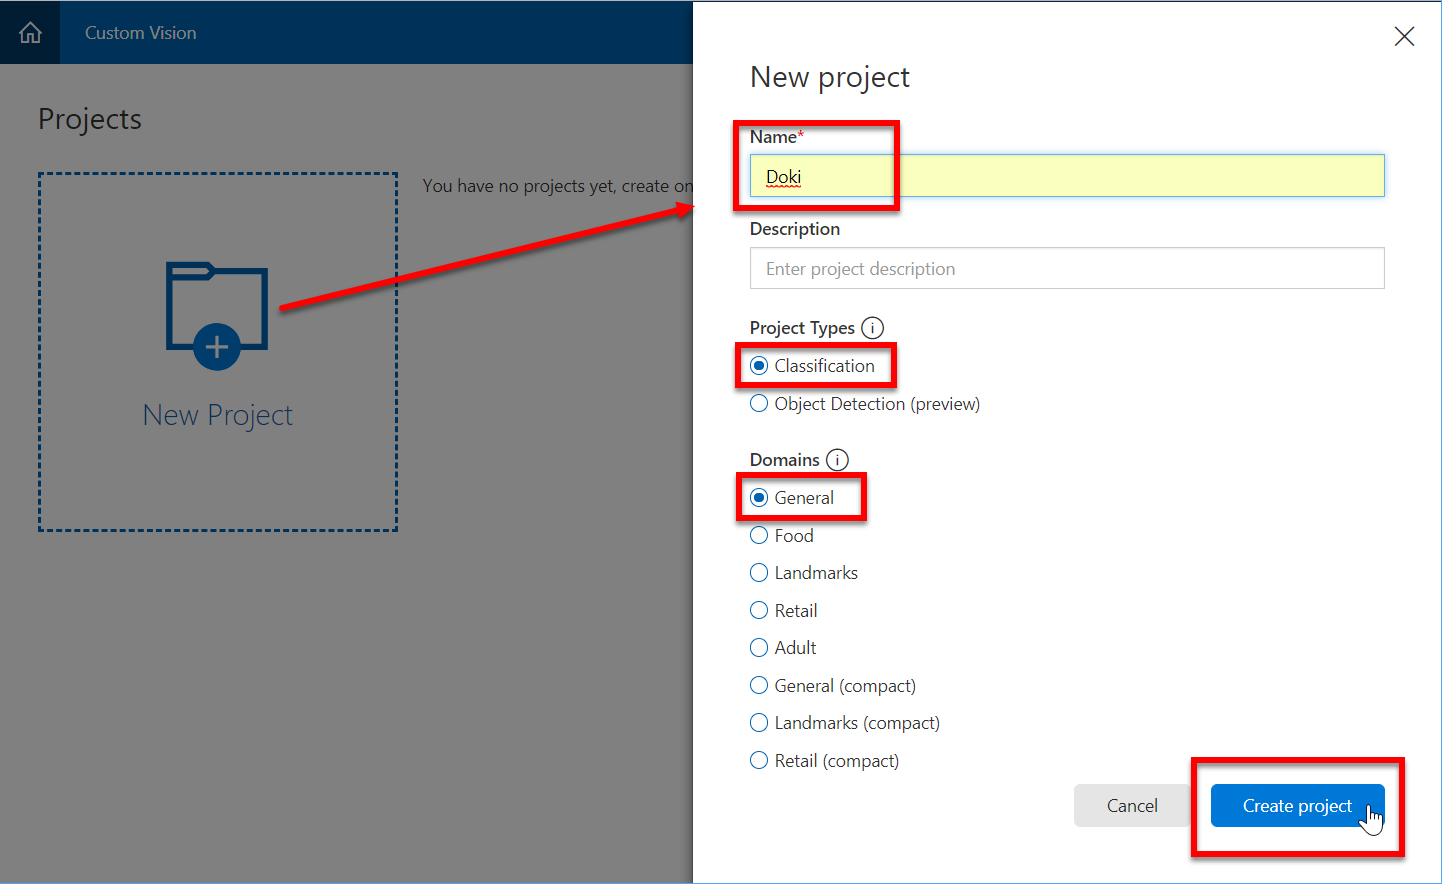 Custom Vision
Projects
You have no projects yet, create on
New Project
New project
Name*
Doki
Description
Enter project description
Project Types i
Classification
Object Detection (preview)
Domains i
General
Food
Landmarks
Retail
Adult
General (compact)
Landmarks (compact)
Retail (compact)
Cancel
Create project